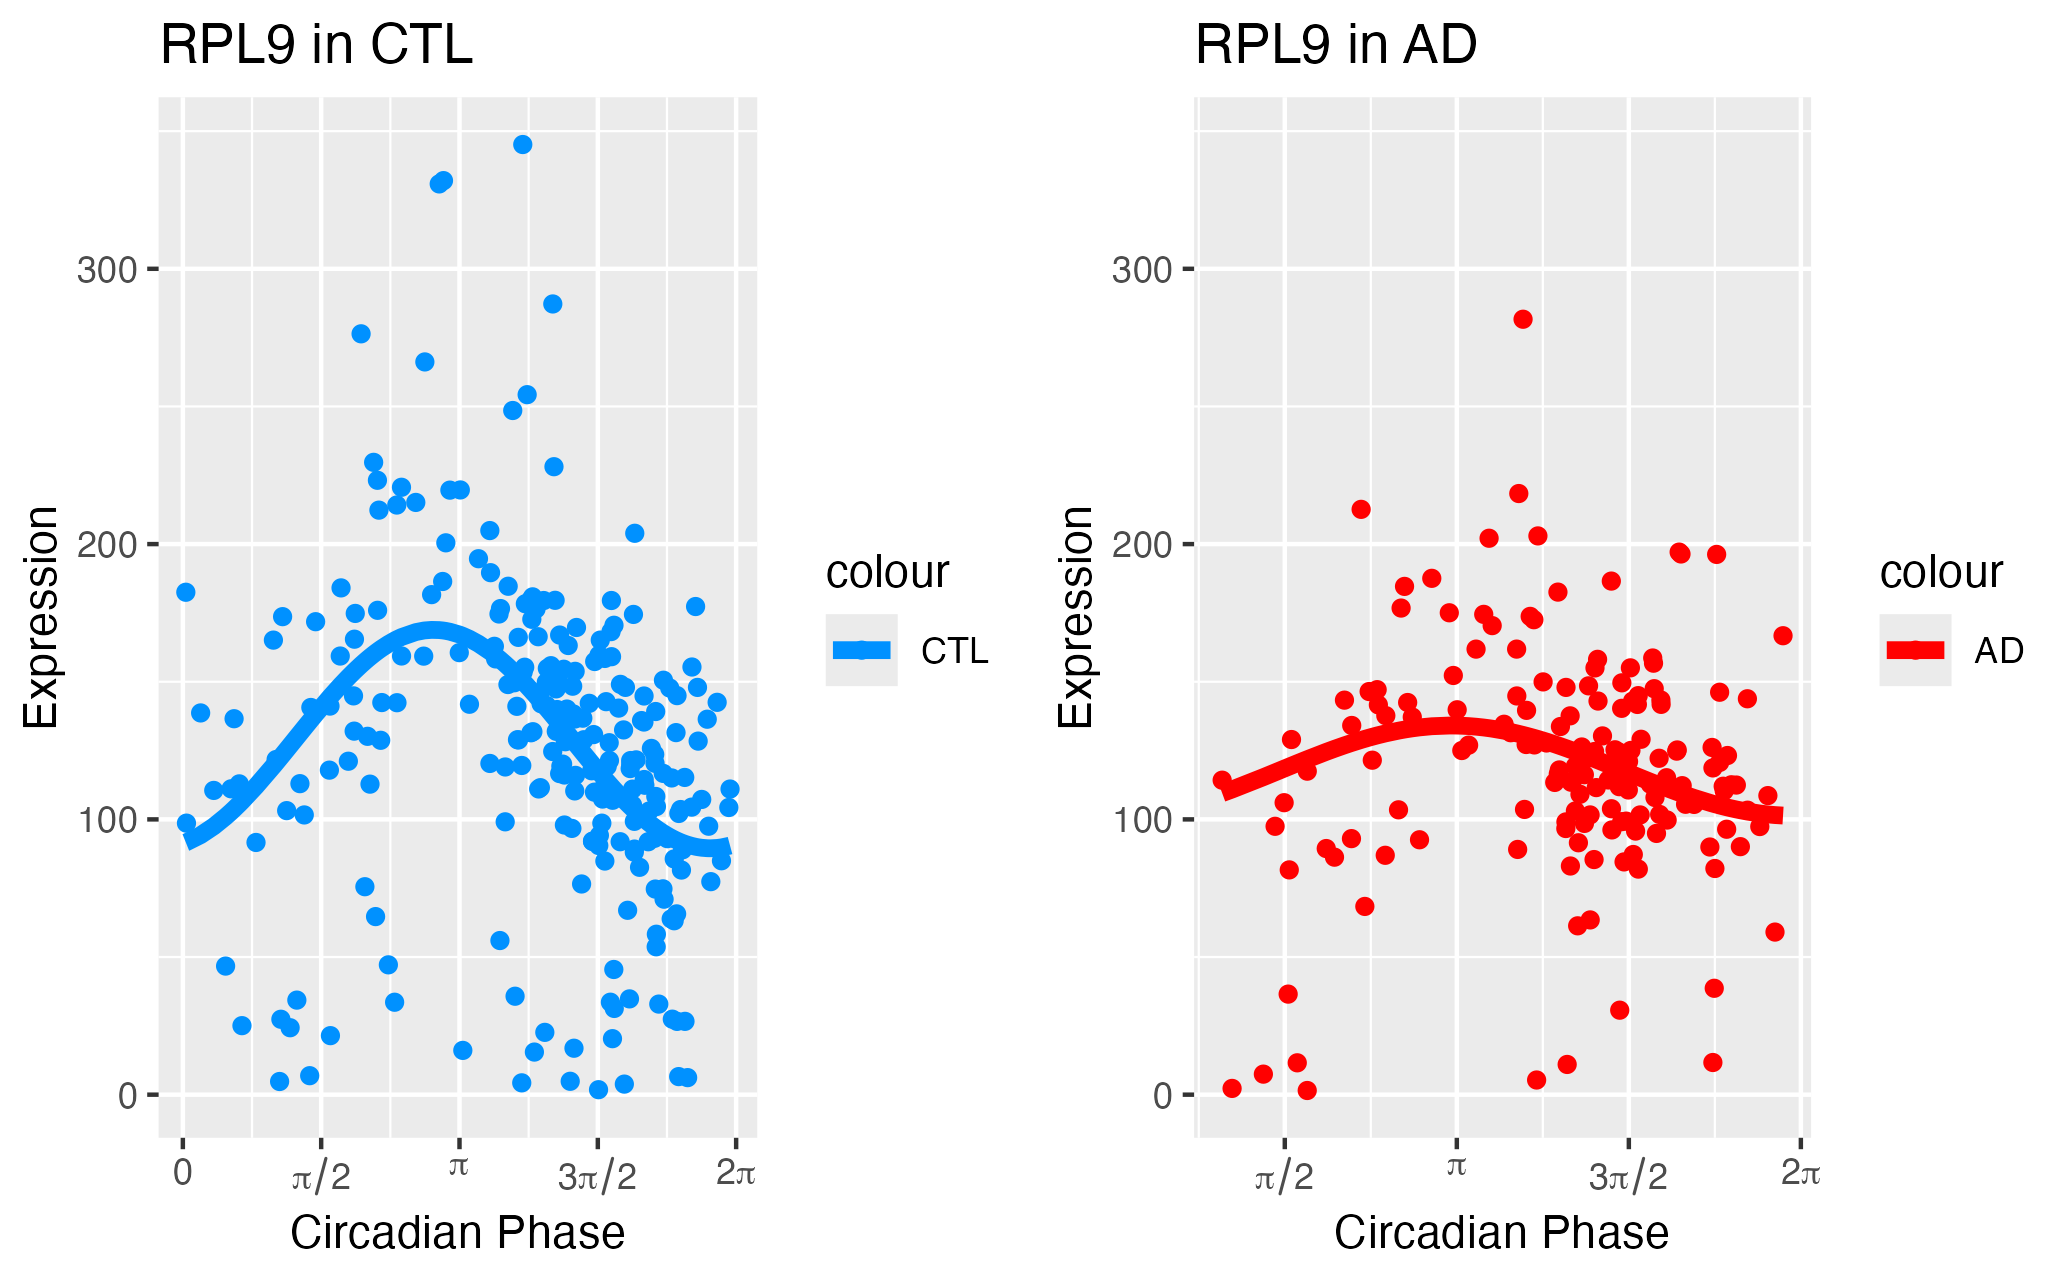 RPL9 in CTL
Expression
300
200
100
0
0 π/2 π 3π/2 2π
Circadian Phase
colour
CTL
RPL9 in AD
Expression
300
200
100
0
π/2 π 3π/2 2π
Circadian Phase
colour
AD